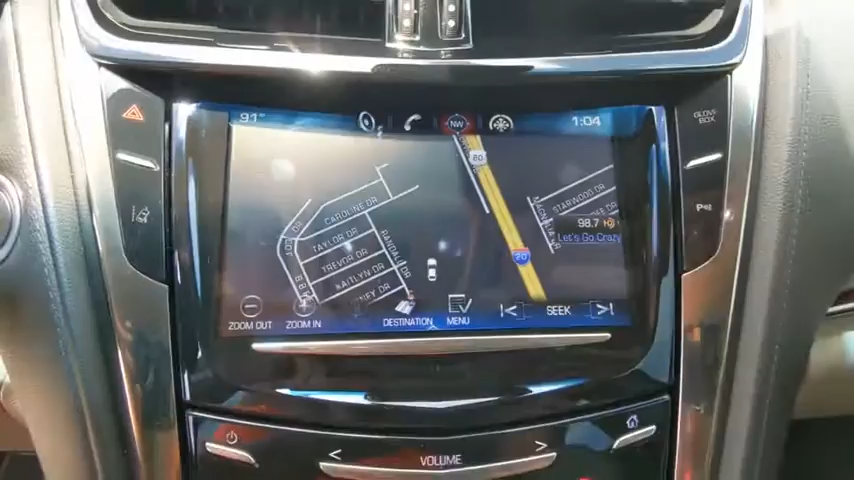 GLOVE
BOX
91°
NW
1:04
80
STARWOOD DR
CAROLINE DR
98.7
Let's Go Crazy
TAYLOR DR
RANDALL DR
TREVOR DR
20
KAITLYN DR
ZOOM OUT
ZOOM IN
DESTINATION
MENU
SEEK
VOLUME